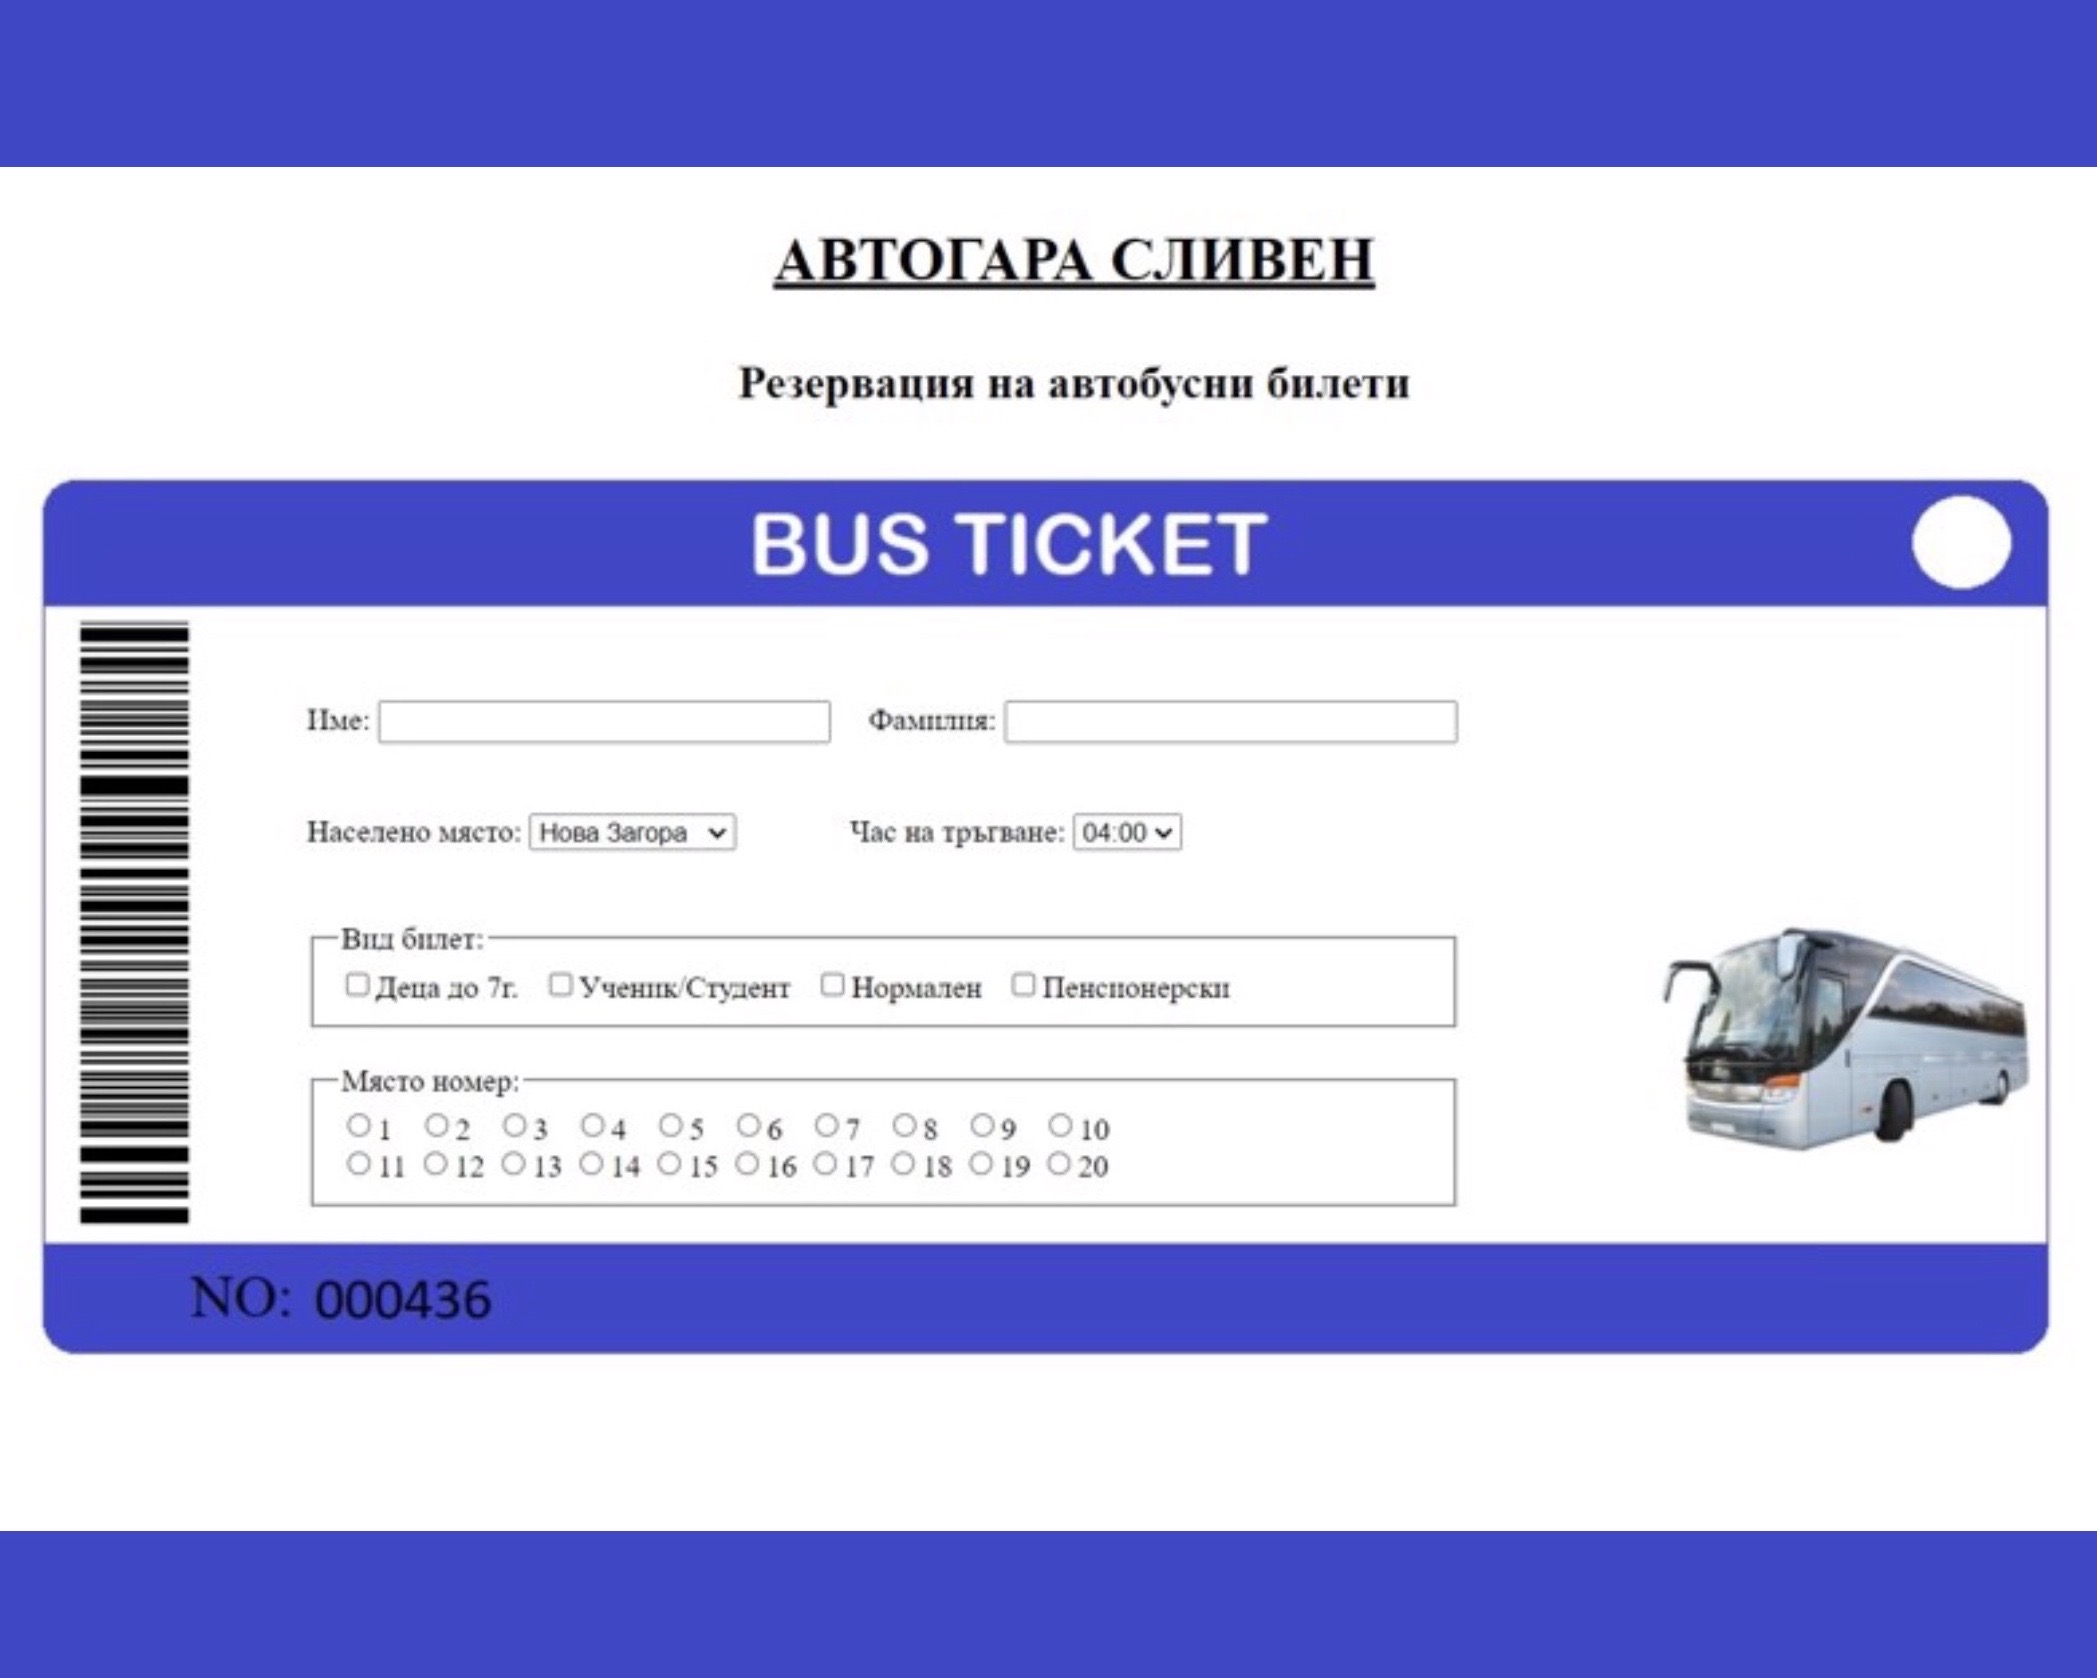 АВТОГАРА СЛИВЕН
Резервация на автобусни билети
BUS TICKET
Име: Фамилия:
Населено място: Нова Загора Час на тръгване: 04:00
Вид билет:
Деца до 7г. Ученик/Студент Нормален Пенсионерски
Място номер:
1 2 3 4 5 6 7 8 9 10
11 12 13 14 15 16 17 18 19 20
NO: 000436